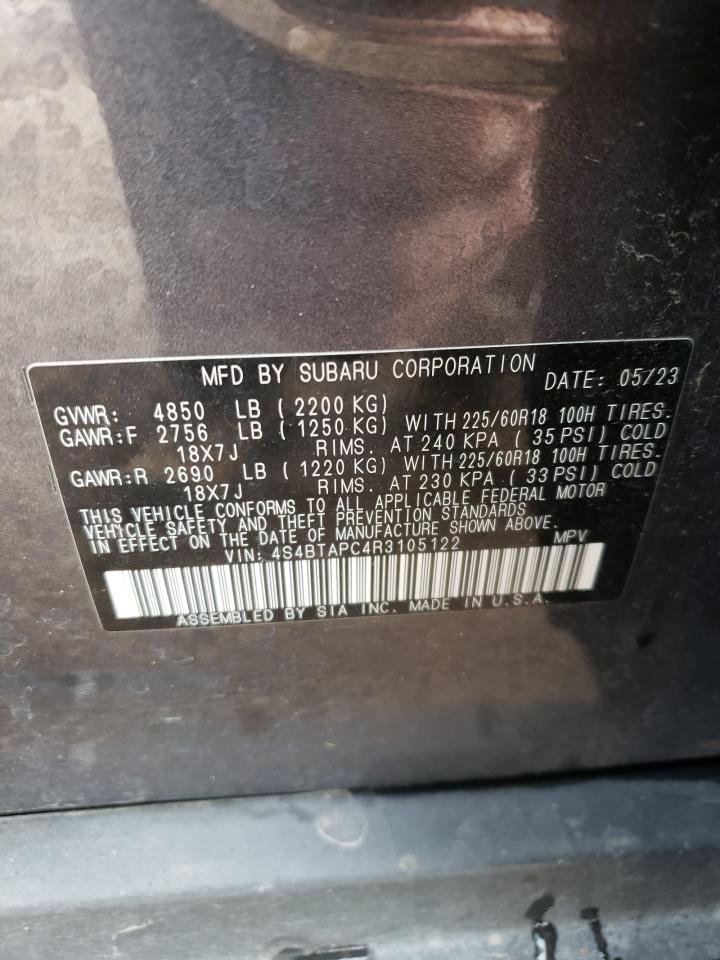 MFD BY SUBARU CORPORATION DATE: 05/23
GVWR: 4850 LB ( 2200 KG)
GAWR:F 2756 LB ( 1250 KG) WITH 225/60R18 100H TIRES.
18X7J RIMS. AT 240 KPA ( 35 PSI) COLD
GAWR:R 2690 LB ( 1220 KG) WITH 225/60R18 100H TIRES.
18X7J RIMS. AT 230 KPA ( 33 PSI) COLD
THIS VEHICLE CONFORMS TO ALL APPLICABLE FEDERAL MOTOR
VEHICLE SAFETY AND THEFT PREVENTION STANDARDS
IN EFFECT ON THE DATE OF MANUFACTURE SHOWN ABOVE.
VIN: 4S4BTAPC4R3105122 MPV
ASSEMBLED BY SIA INC. MADE IN U.S.A.